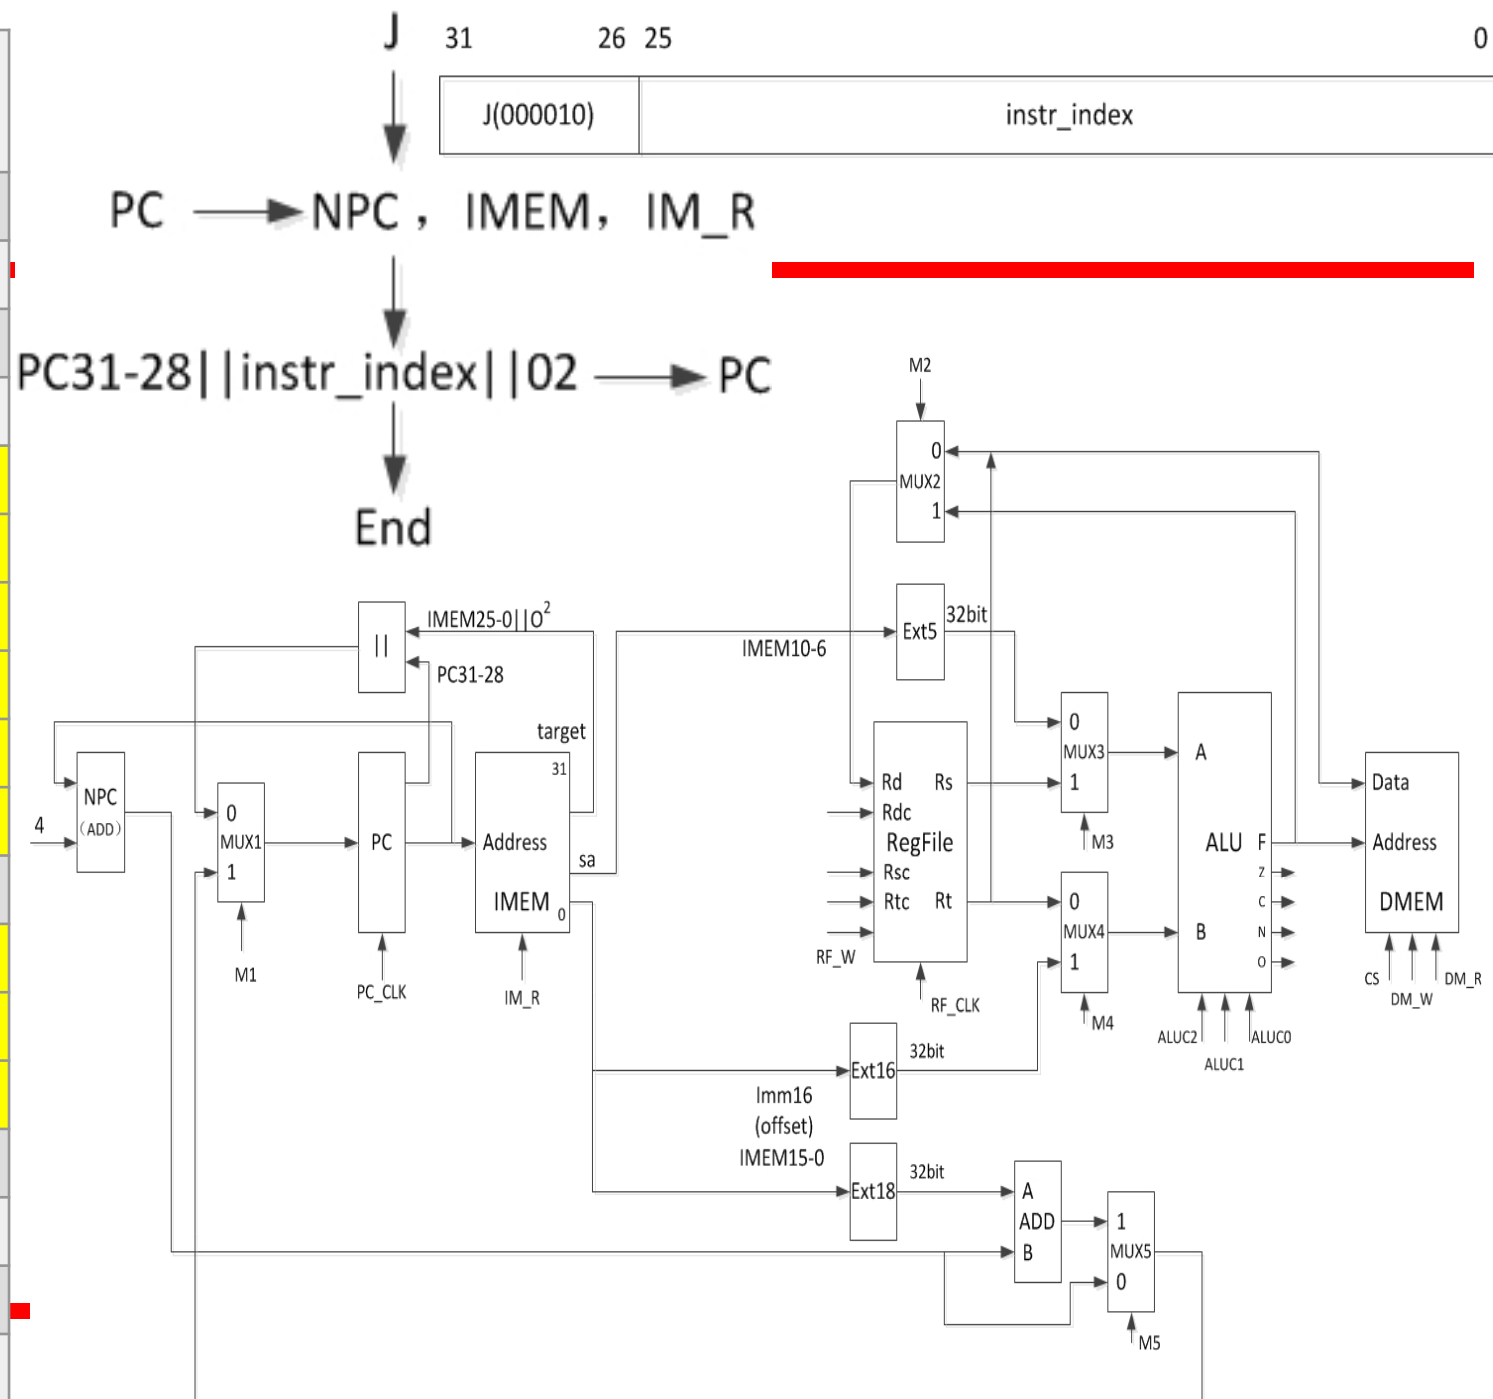 J
31 26 25 0
J(000010) instr_index
PC NPC， IMEM， IM_R
PC31-28||instr_index||02 PC
End
M2
0
MUX2
1
||
IMEM25-0||0²
PC31-28
IMEM10-6
Ext5
32bit
target
NPC
(ADD)
4
0
MUX1
1
M1
PC
PC_CLK
31
Address
sa
IMEM
0
IM_R
Rd Rs
Rdc
RegFile
Rsc
Rtc Rt
RF_W
RF_CLK
0
MUX3
1
M3
0
MUX4
1
M4
A
ALU F
Z
C
B N
O
ALUC2
ALUC1
ALUC0
Data
Address
DMEM
CS
DM_W
DM_R
Ext16
32bit
Imm16
(offset)
IMEM15-0
Ext18
32bit
A
ADD
B
1
MUX5
0
M5